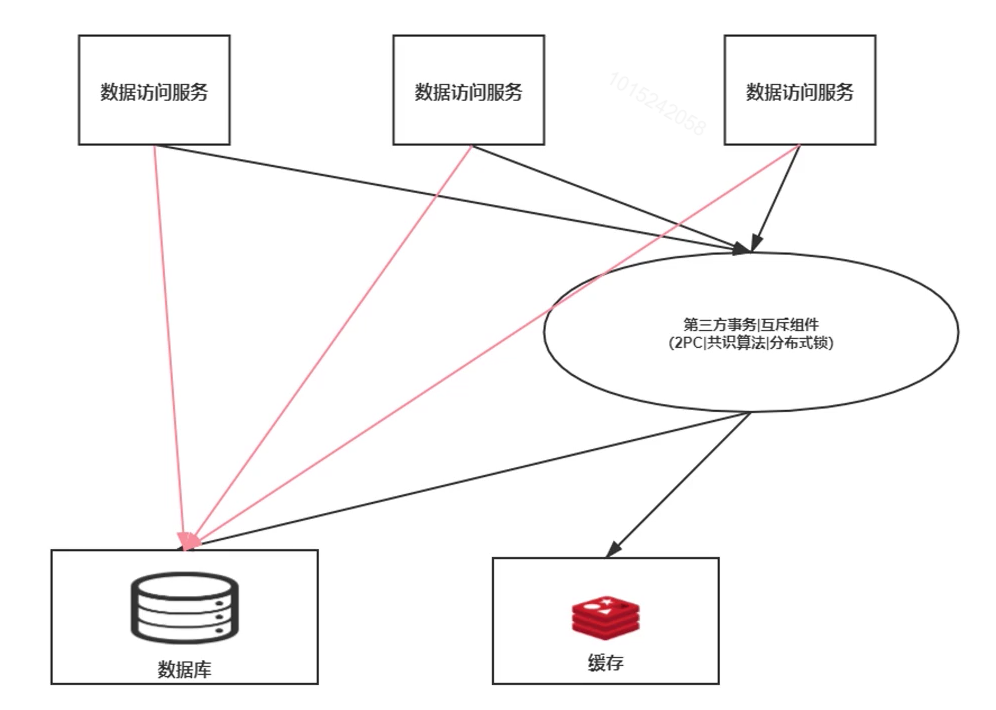 数据访问服务
数据访问服务
数据访问服务
1015242058
第三方事务|互斥组件
(2PC|共识算法|分布式锁)
数据库
缓存